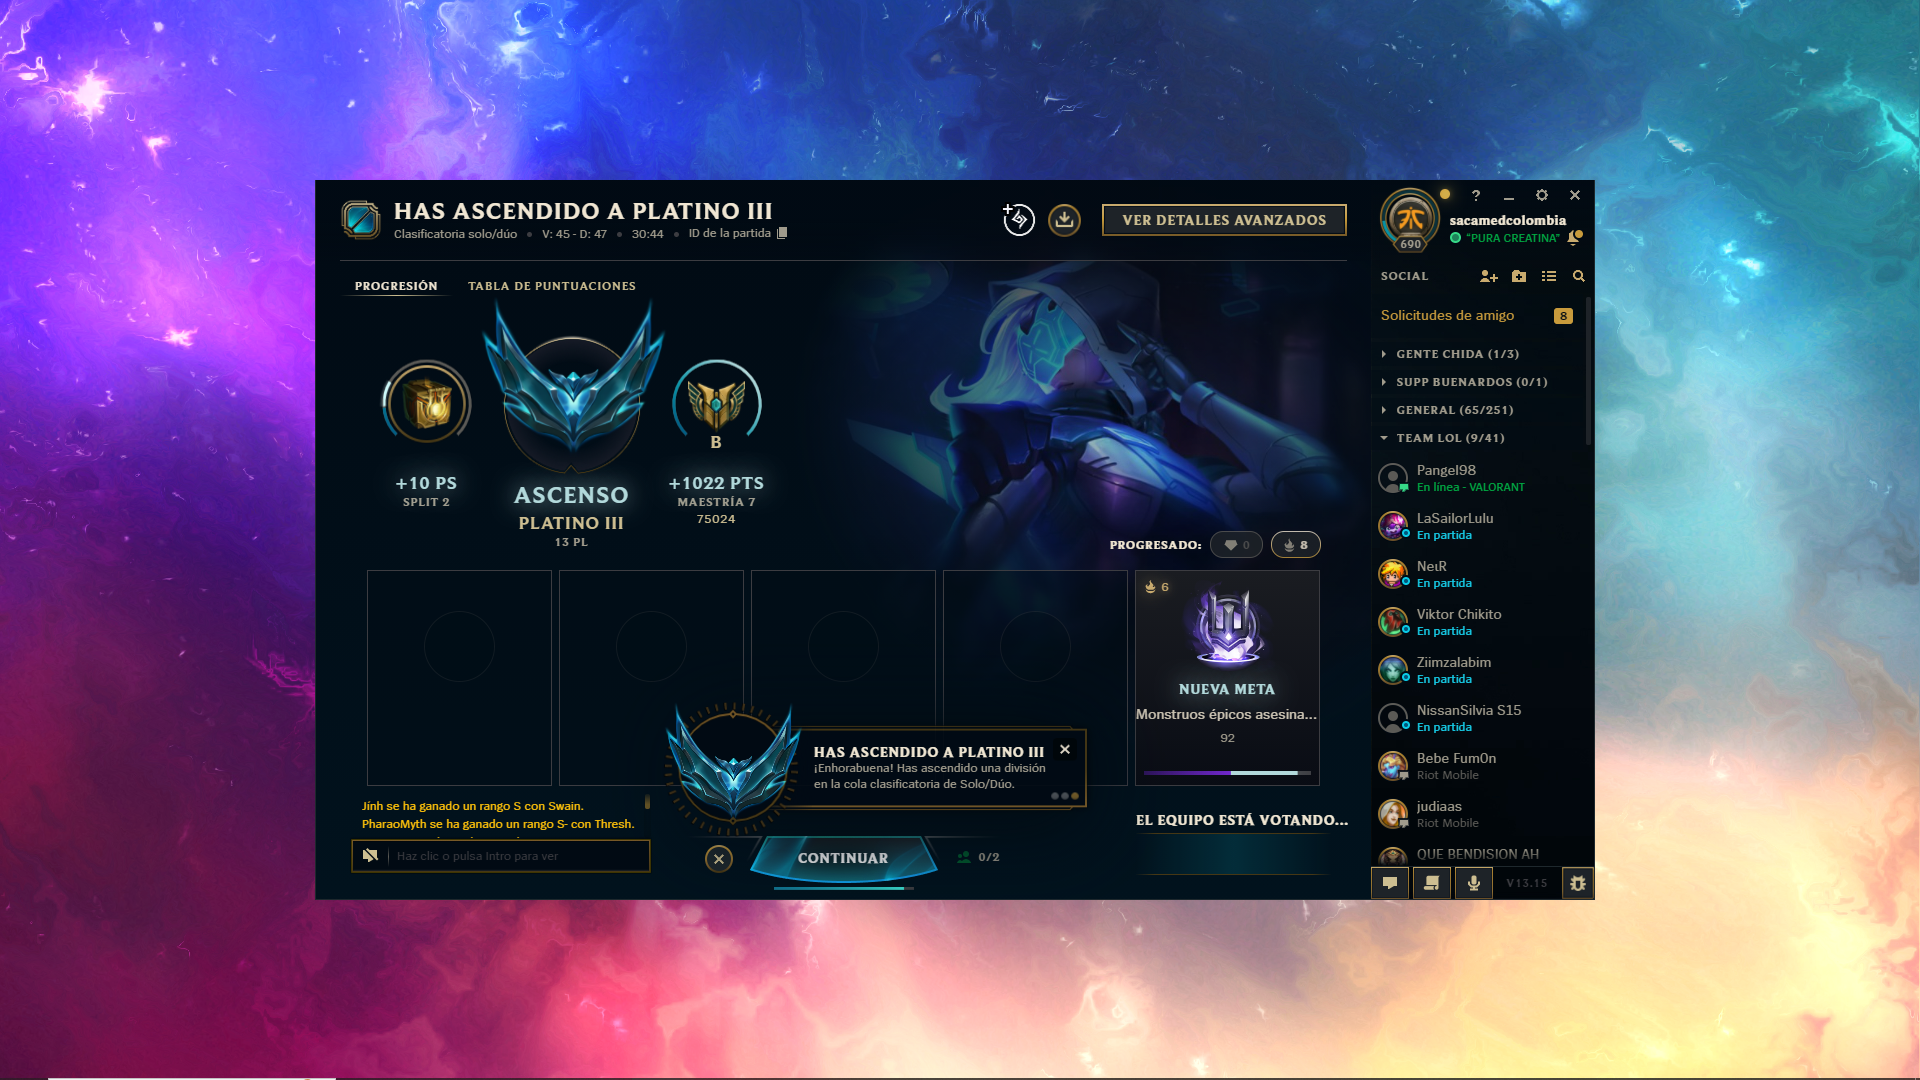 HAS ASCENDIDO A PLATINO III
Clasificatoria solo/dúo • V: 45 - D: 47 • 30:44 • ID de la partida
VER DETALLES AVANZADOS
PROGRESIÓN
TABLA DE PUNTUACIONES
+10 PS
SPLIT 2
ASCENSO
PLATINO III
13 PL
B
+1022 PTS
MAESTRÍA 7
75024
PROGRESADO:
0
8
6
NUEVA META
Monstruos épicos asesina...
92
HAS ASCENDIDO A PLATINO III
¡Enhorabuena! Has ascendido una división
en la cola clasificatoria de Solo/Dúo.
Jính se ha ganado un rango S con Swain.
PharaoMyth se ha ganado un rango S- con Thresh.
Haz clic o pulsa Intro para ver
CONTINUAR
0/2
EL EQUIPO ESTÁ VOTANDO...
?
690
sacamedcolombia
"PURA CREATINA"
SOCIAL
Solicitudes de amigo
8
GENTE CHIDA (1/3)
SUPP BUENARDOS (0/1)
GENERAL (65/251)
TEAM LOL (9/41)
Pangel98
En línea - VALORANT
LaSailorLulu
En partida
NeιR
En partida
Viktor Chikito
En partida
Ziimzalabim
En partida
NissanSilvia S15
En partida
Bebe Fum0n
Riot Mobile
judiaas
Riot Mobile
QUE BENDISION AH
V13.15